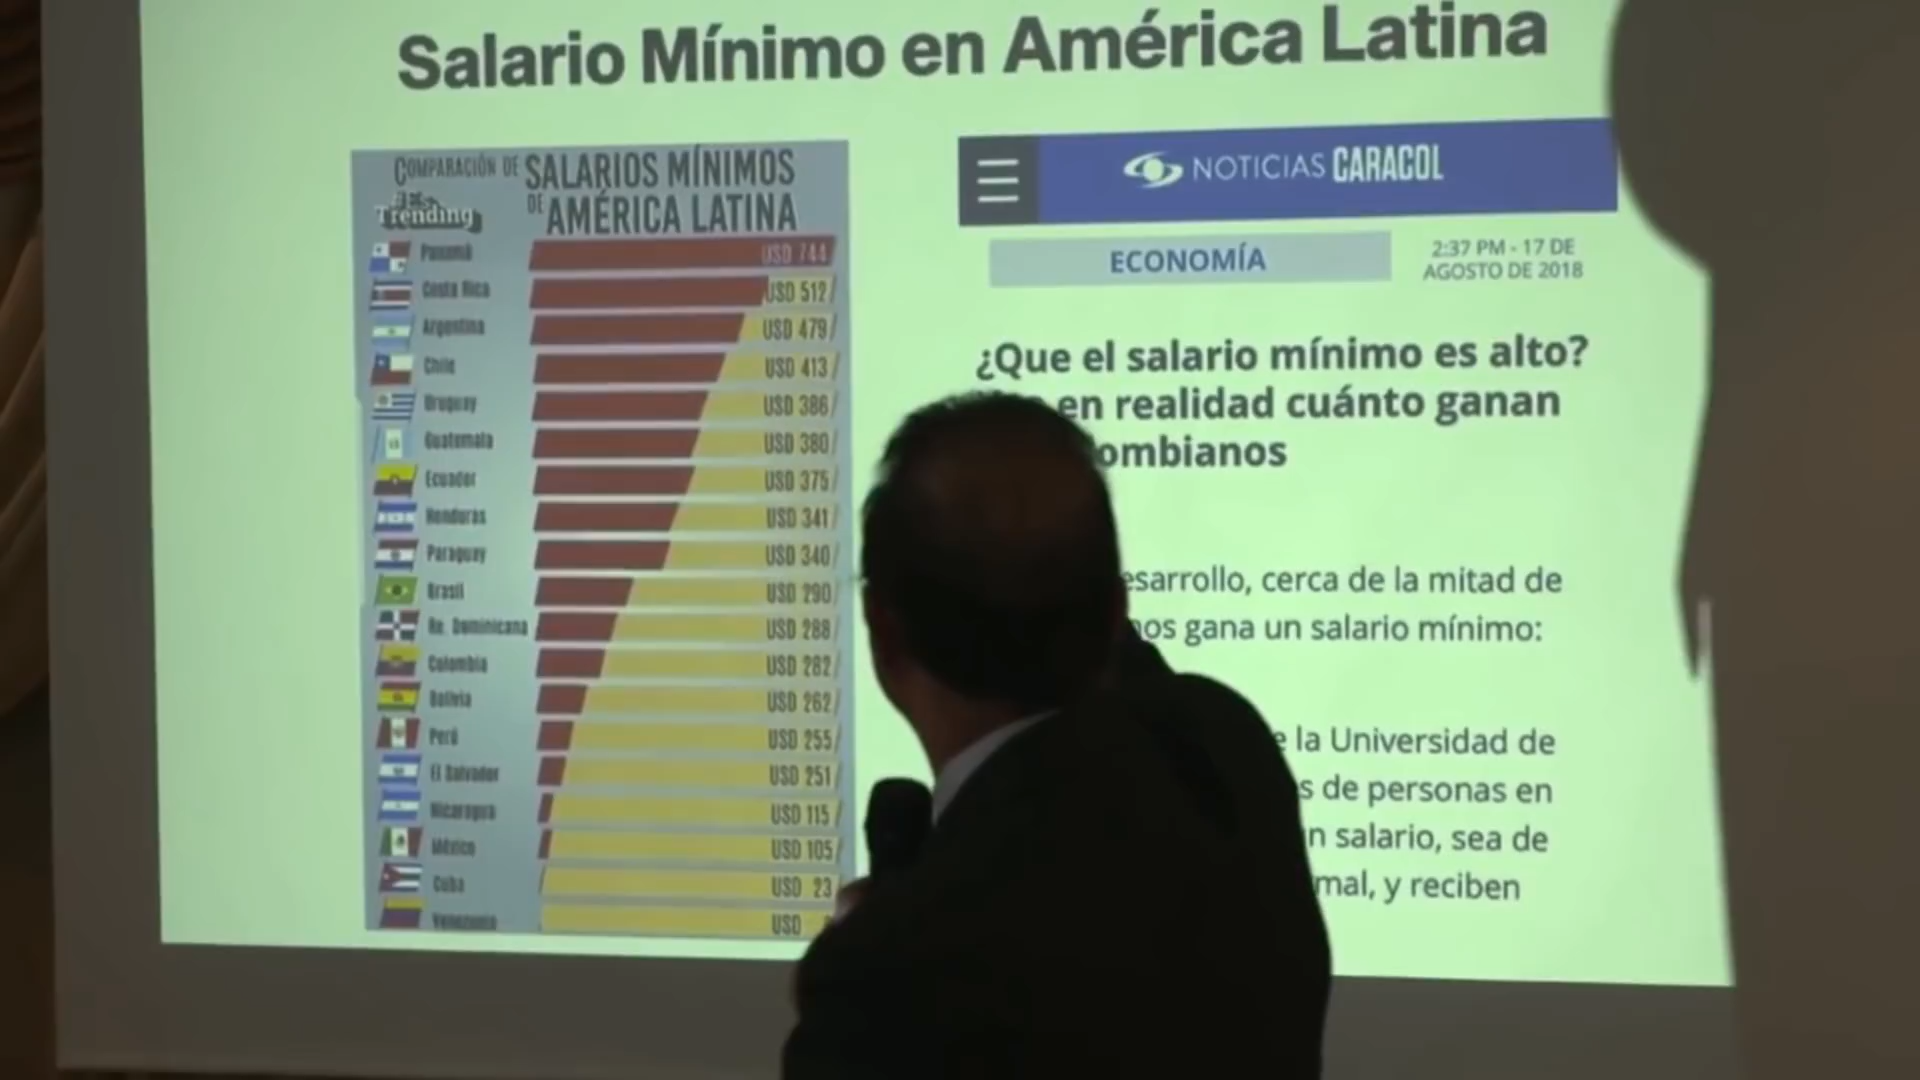 Salario Mínimo en América Latina
COMPARACIÓN DE SALARIOS MÍNIMOS
DE AMÉRICA LATINA
Trending
Panamá USD 744
Costa Rica USD 512
Argentina USD 479
Chile USD 413
Uruguay USD 386
Guatemala USD 380
Ecuador USD 375
Honduras USD 341
Paraguay USD 340
Brasil USD 290
Re. Dominicana USD 288
Colombia USD 282
Bolivia USD 262
Perú USD 255
El Salvador USD 251
Nicaragua USD 115
México USD 105
Cuba USD 23
Venezuela USD
NOTICIAS CARACOL
ECONOMÍA
2:37 PM - 17 DE
AGOSTO DE 2018
¿Que el salario mínimo es alto?
en realidad cuánto ganan
ombianos
esarrollo, cerca de la mitad de
nos gana un salario mínimo:
e la Universidad de
s de personas en
n salario, sea de
mal, y reciben